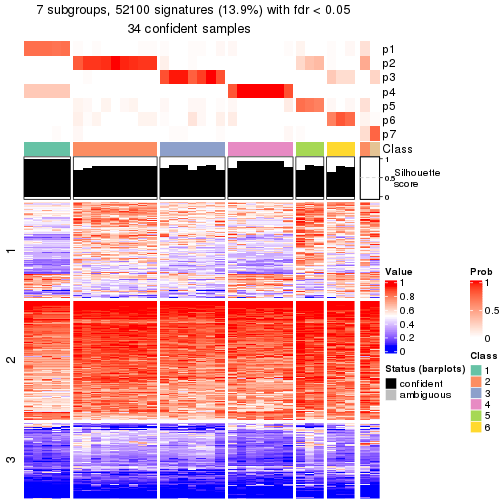 7 subgroups, 52100 signatures (13.9%) with fdr < 0.05
34 confident samples
p1
p2
p3
p4
p5
p6
p7
Class
1
0.5
0
Silhouette
score
1
2
3
Value
1
0.8
0.6
0.4
0.2
0
Status (barplots)
confident
ambiguous
Prob
1
0.5
0
Class
1
2
3
4
5
6